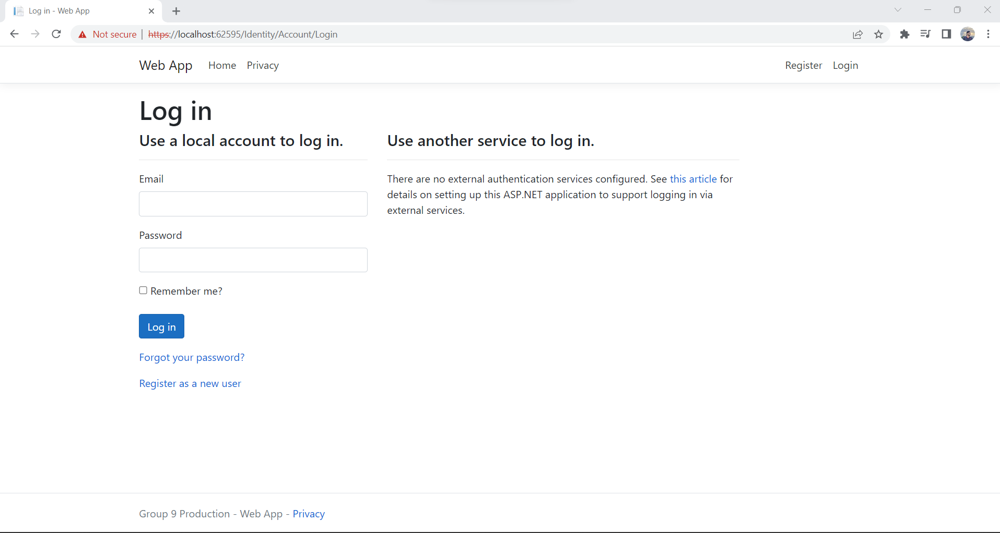 Log in - Web App
Not secure | https://localhost:62595/Identity/Account/Login
Web App Home Privacy Register Login
Log in
Use a local account to log in.
Email
Password
Remember me?
Log in
Forgot your password?
Register as a new user
Use another service to log in.
There are no external authentication services configured. See this article for
details on setting up this ASP.NET application to support logging in via
external services.
Group 9 Production - Web App - Privacy